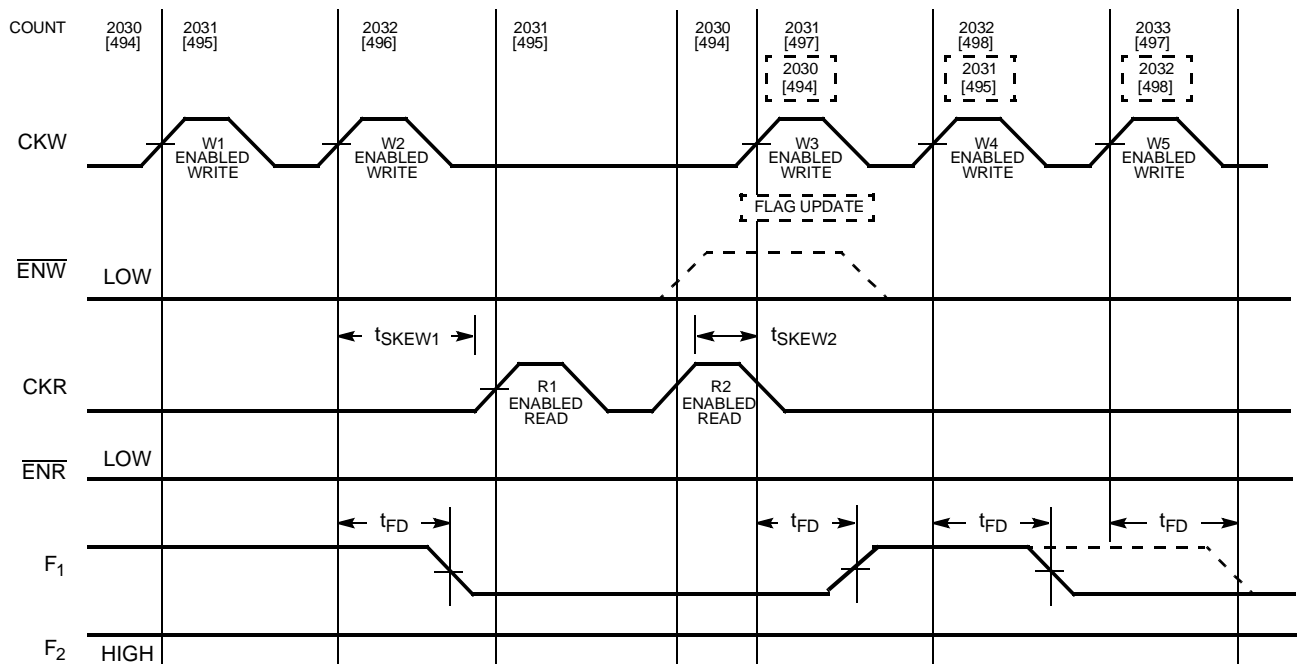 COUNT
2030
[494]
2031
[495]
2032
[496]
2031
[495]
2030
[494]
2031
[497]
2032
[498]
2033
[497]
2030
[494]
2031
[495]
2032
[498]
CKW
W1
ENABLED
WRITE
W2
ENABLED
WRITE
W3
ENABLED
WRITE
W4
ENABLED
WRITE
W5
ENABLED
WRITE
FLAG UPDATE
ENW
LOW
tSKEW1
tSKEW2
CKR
R1
ENABLED
READ
R2
ENABLED
READ
ENR
LOW
tFD
tFD
tFD
tFD
F1
F2
HIGH